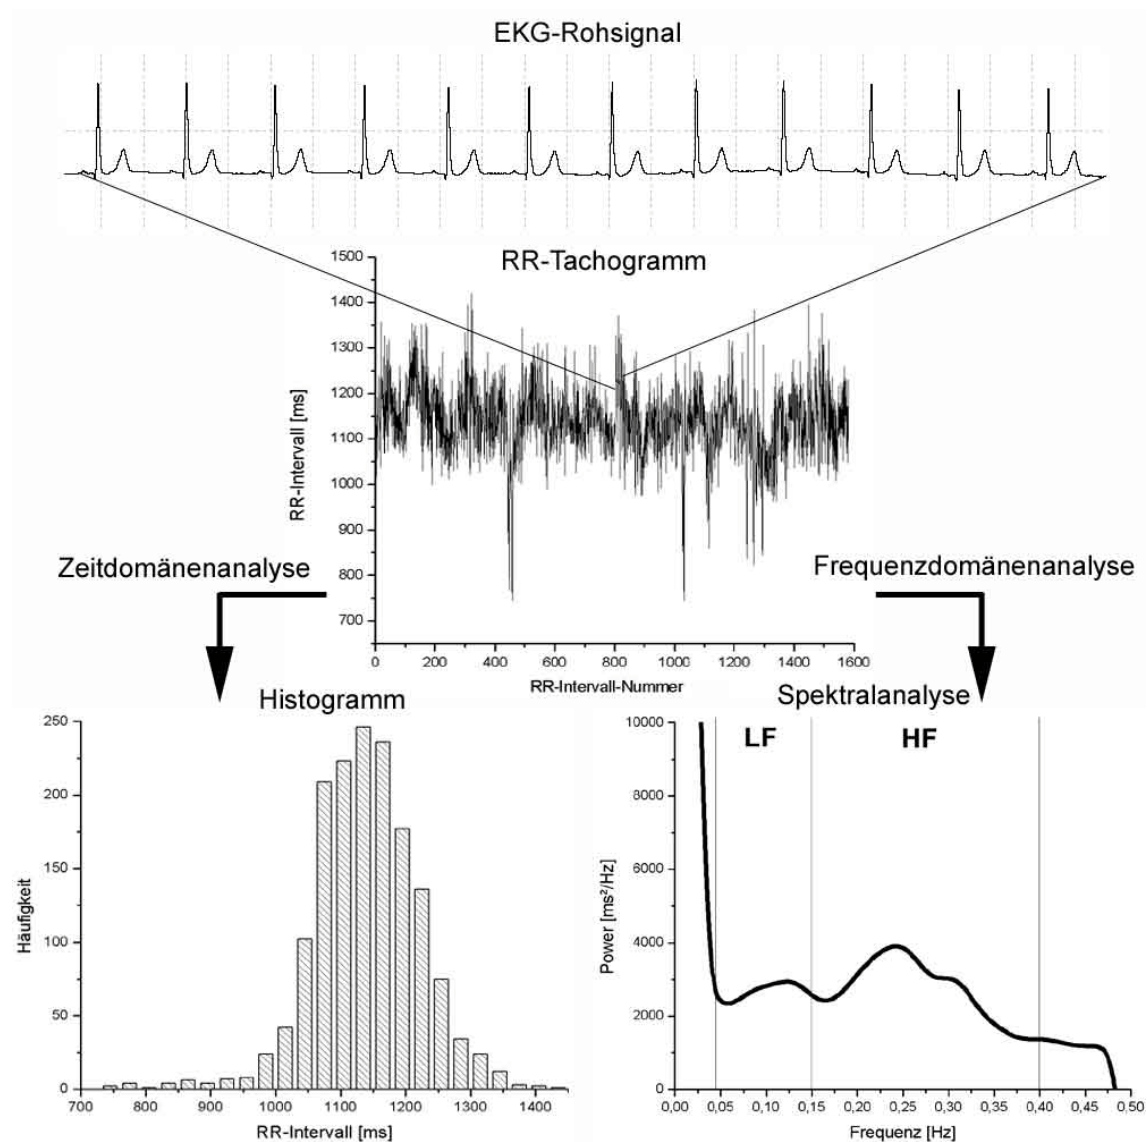 EKG-Rohsignal
RR-Tachogramm
1500
1400
1300
1200
1100
1000
900
800
700
RR-Intervall [ms]
0 200 400 600 800 1000 1200 1400 1600
RR-Intervall-Nummer
Zeitdomänenanalyse
Frequenzdomänenanalyse
Histogramm
250
200
150
100
50
0
Häufigkeit
700 800 900 1000 1100 1200 1300 1400
RR-Intervall [ms]
Spektralanalyse
LF HF
10000
8000
6000
4000
2000
0
Power [ms²/Hz]
0,00 0,05 0,10 0,15 0,20 0,25 0,30 0,35 0,40 0,45 0,50
Frequenz [Hz]